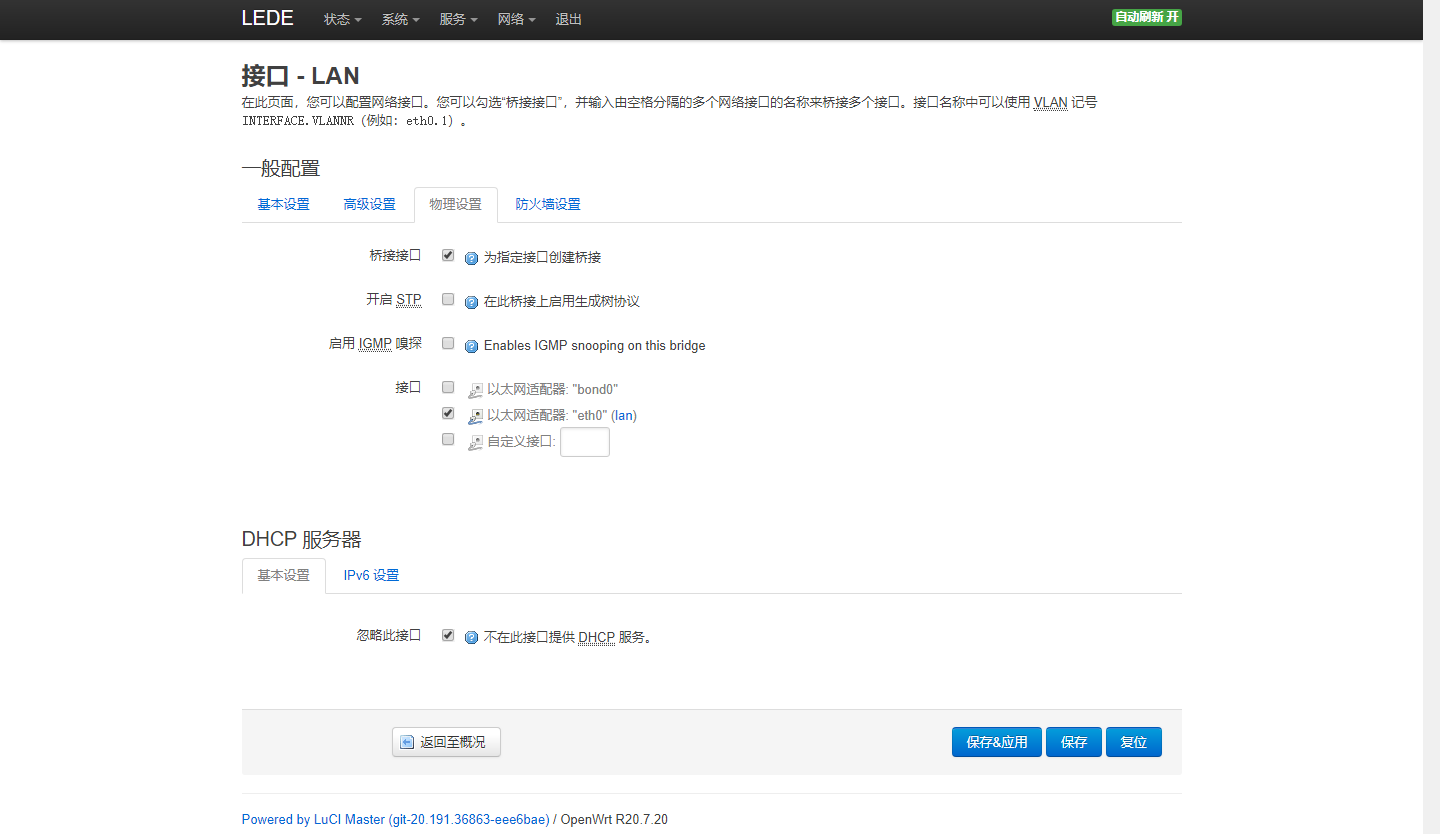 LEDE 状态 系统 服务 网络 退出 自动刷新 开
接口 - LAN
在此页面，您可以配置网络接口。您可以勾选“桥接接口”，并输入由空格分隔的多个网络接口的名称来桥接多个接口。接口名称中可以使用 VLAN 记号
INTERFACE.VLANNR（例如：eth0.1）。
一般配置
基本设置 高级设置 物理设置 防火墙设置
桥接接口 为指定接口创建桥接
开启 STP 在此桥接上启用生成树协议
启用 IGMP 嗅探 Enables IGMP snooping on this bridge
接口 以太网适配器: "bond0"
以太网适配器: "eth0" (lan)
自定义接口:
DHCP 服务器
基本设置 IPv6 设置
忽略此接口 不在此接口提供 DHCP 服务。
返回至概况 保存&应用 保存 复位
Powered by LuCI Master (git-20.191.36863-eee6bae) / OpenWrt R20.7.20